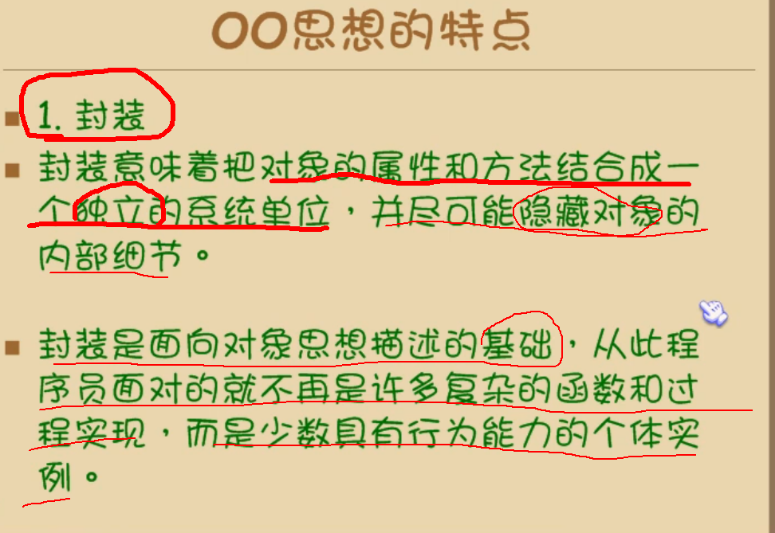 OO思想的特点
1. 封装
封装意味着把对象的属性和方法结合成一
个独立的系统单位，并尽可能隐藏对象的
内部细节。
封装是面向对象思想描述的基础，从此程
序员面对的就不再是许多复杂的函数和过
程实现，而是少数具有行为能力的个体实
例。